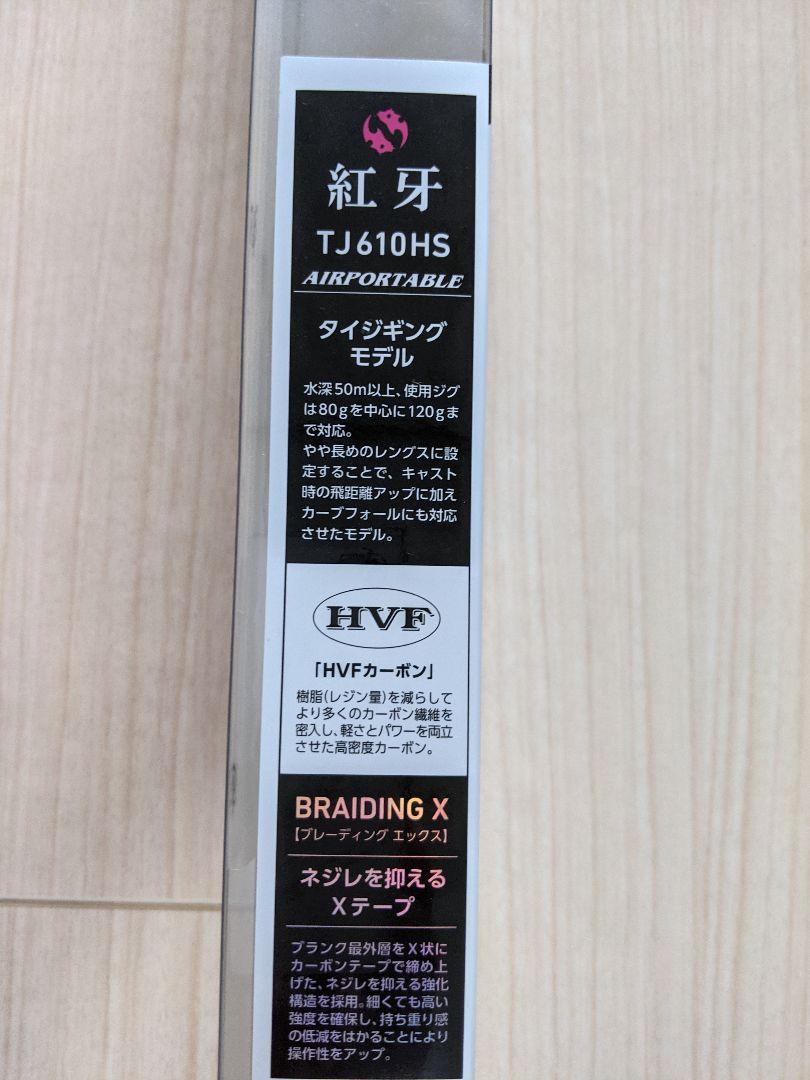 紅牙
TJ610HS
AIRPORTABLE
タイジギング
モデル
水深50m以上、使用ジグ
は80gを中心に120gま
で対応。
やや長めのレングスに設
定することで、キャスト
時の飛距離アップに加え
カーブフォールにも対応
させたモデル。
HVF
「HVFカーボン」
樹脂(レジン量)を減らして
より多くのカーボン繊維を
密入し、軽さとパワーを両立
させた高密度カーボン。
BRAIDING X
【ブレーディング エックス】
ネジレを抑える
Xテープ
ブランク最外層をX状に
カーボンテープで締め上
げた、ネジレを抑える強化
構造を採用。細くても高い
強度を確保し、持ち重り感
の低減をはかることにより
操作性をアップ。